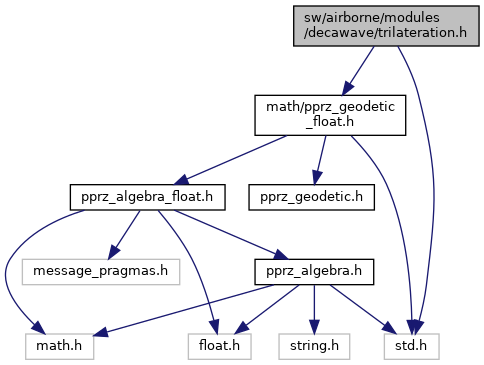 sw/airborne/modules
/decawave/trilateration.h
math/pprz_geodetic
_float.h
pprz_algebra_float.h
pprz_geodetic.h
message_pragmas.h
pprz_algebra.h
math.h
float.h
string.h
std.h